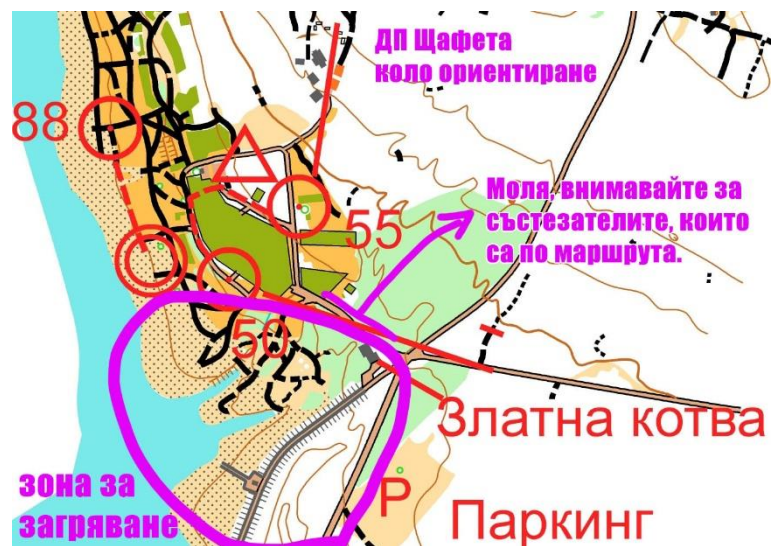 ДП Щафета
коло ориентиране
88
Моля, внимавайте за
състезателите, които
са по маршрута.
55
50
Златна котва
зона за
загряване
P
Паркинг